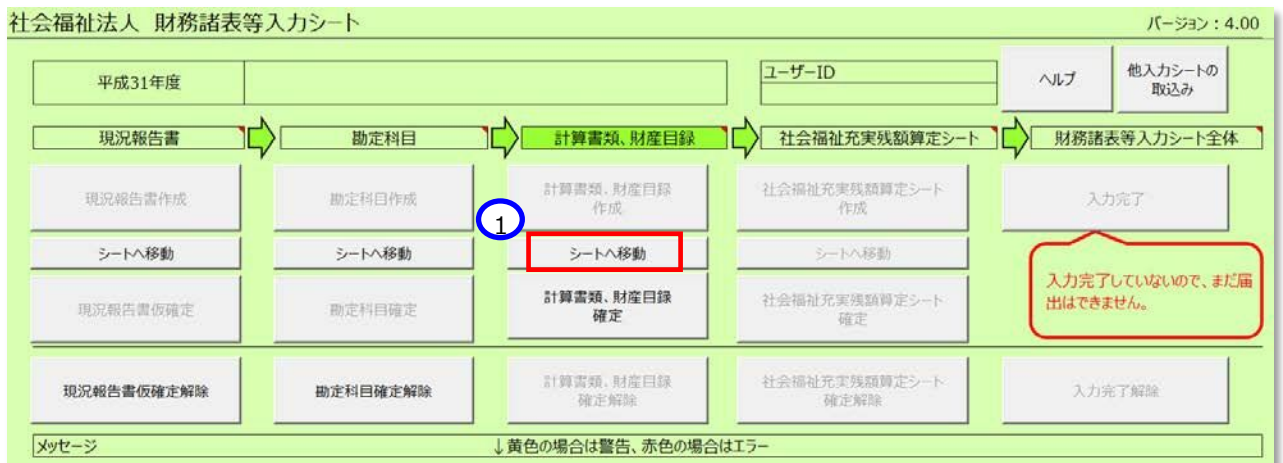 社会福祉法人 財務諸表等入力シート
バージョン：4.00
平成31年度
ユーザーID
ヘルプ
他入力シートの
取込み
現況報告書
勘定科目
計算書類、財産目録
社会福祉充実残額算定シート
財務諸表等入力シート全体
現況報告書作成
勘定科目作成
計算書類、財産目録
作成
社会福祉充実残額算定シート
作成
入力完了
1
シートへ移動
シートへ移動
シートへ移動
シートへ移動
入力完了していないので、まだ届
出はできません。
現況報告書仮確定
勘定科目確定
計算書類、財産目録
確定
社会福祉充実残額算定シート
確定
現況報告書仮確定解除
勘定科目確定解除
計算書類、財産目録
確定解除
社会福祉充実残額算定シート
確定解除
入力完了解除
メッセージ
↓黄色の場合は警告、赤色の場合はエラー